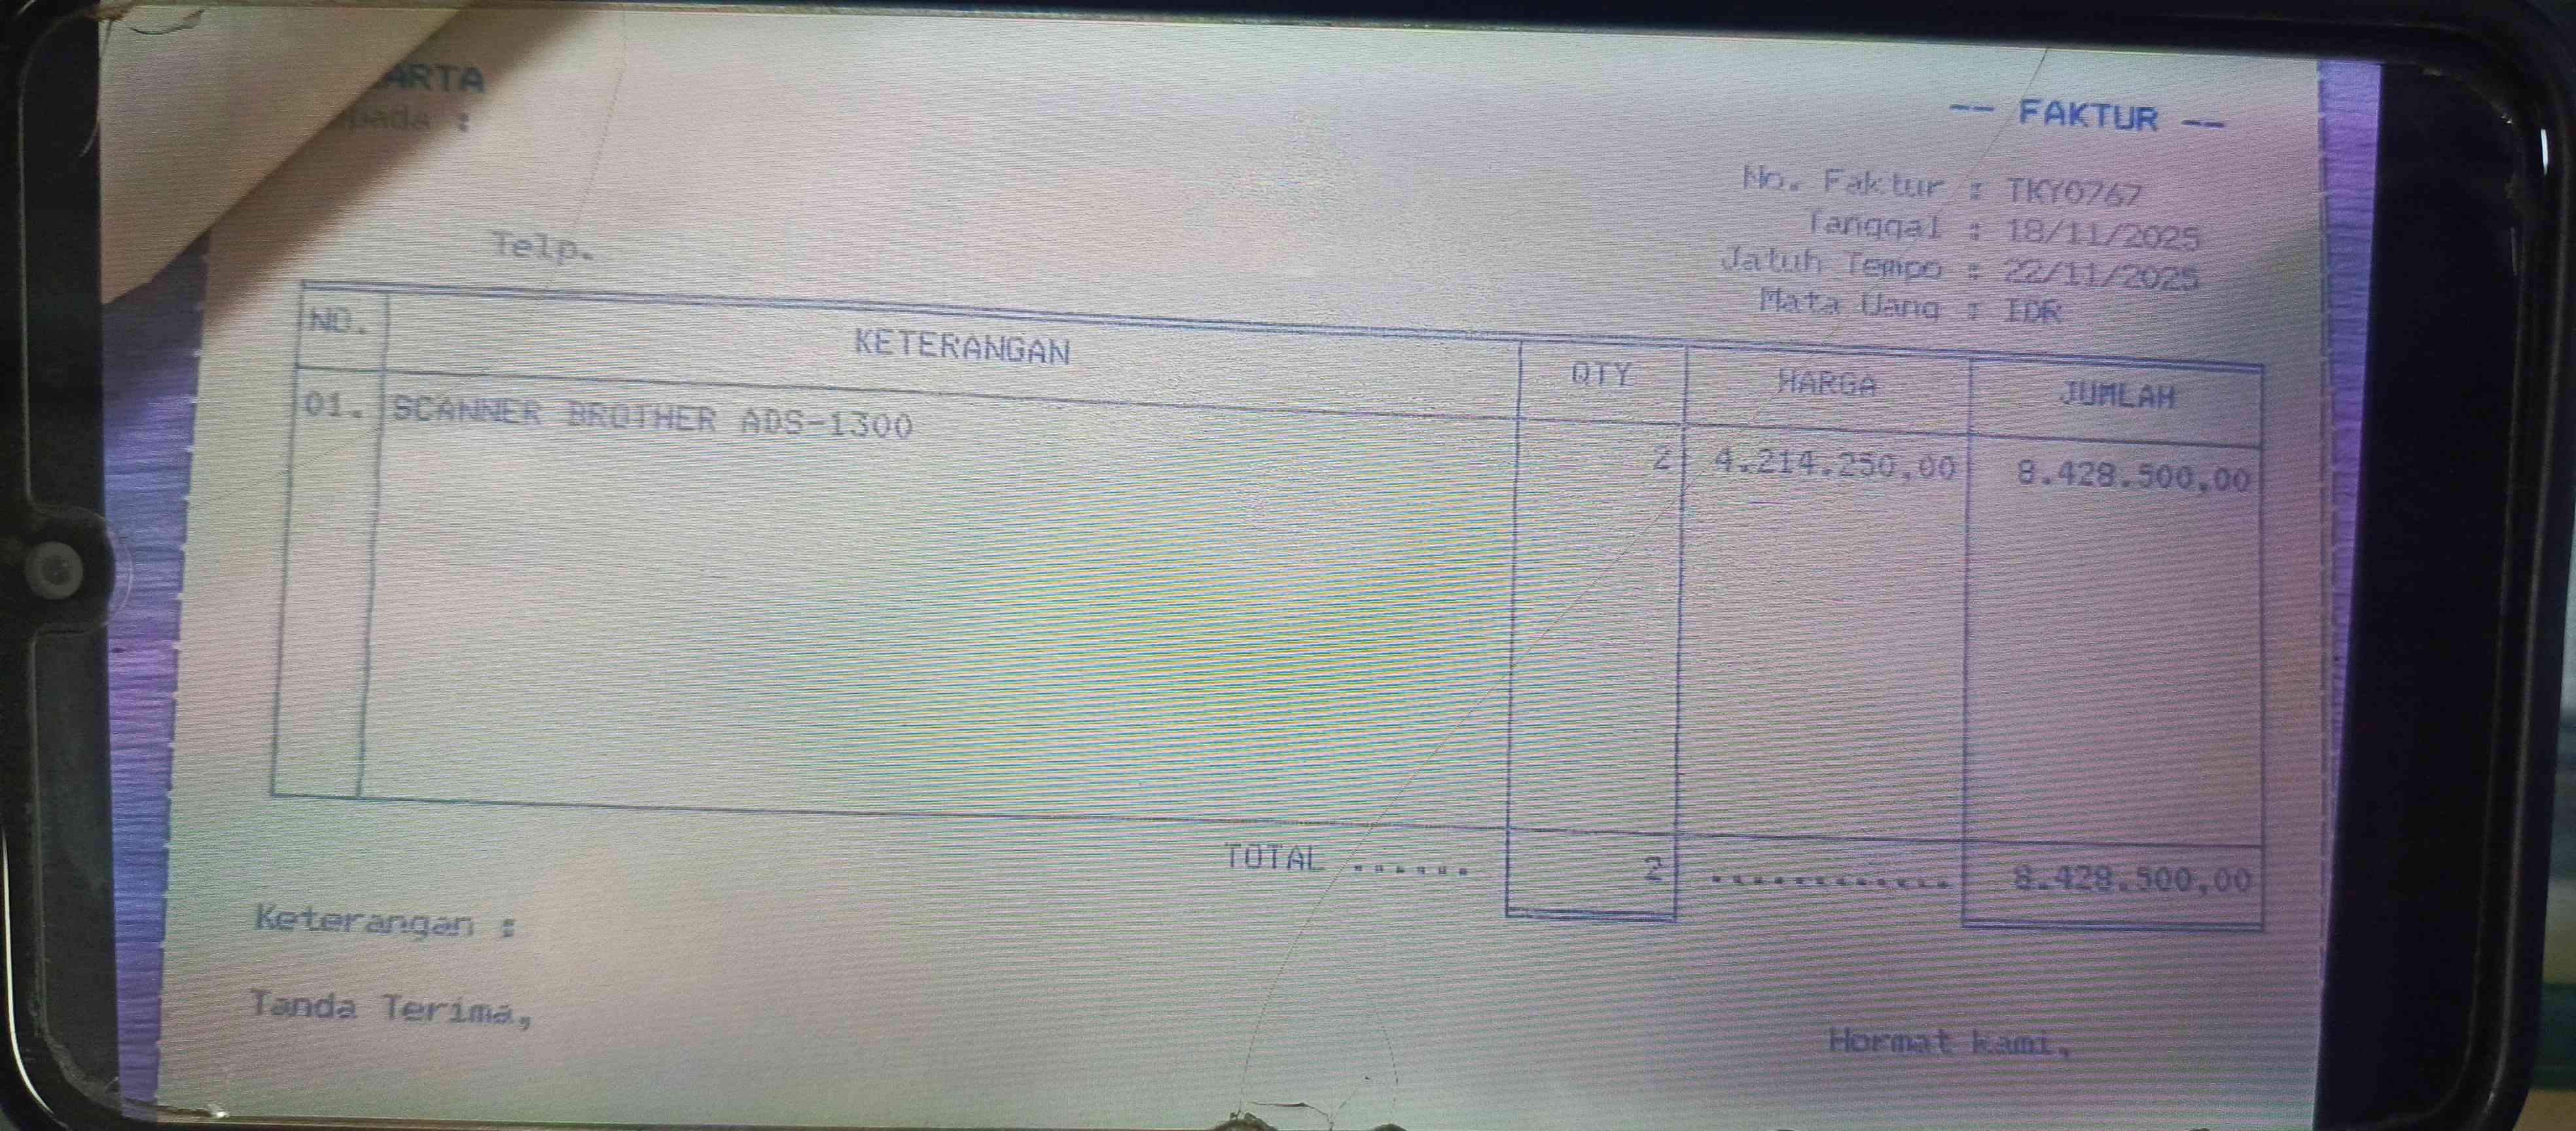 ARTA
pada :
-- FAKTUR --
No. Faktur : TKY0767
Tanggal : 18/11/2025
Jatuh Tempo : 22/11/2025
Mata Uang : IDR
Telp.
NO. KETERANGAN QTY HARGA JUMLAH
01. SCANNER BROTHER ADS-1300 2 4.214.250,00 8.428.500,00
TOTAL ...... 2 ............ 8.428.500,00
Keterangan :
Tanda Terima,
Hormat kami,